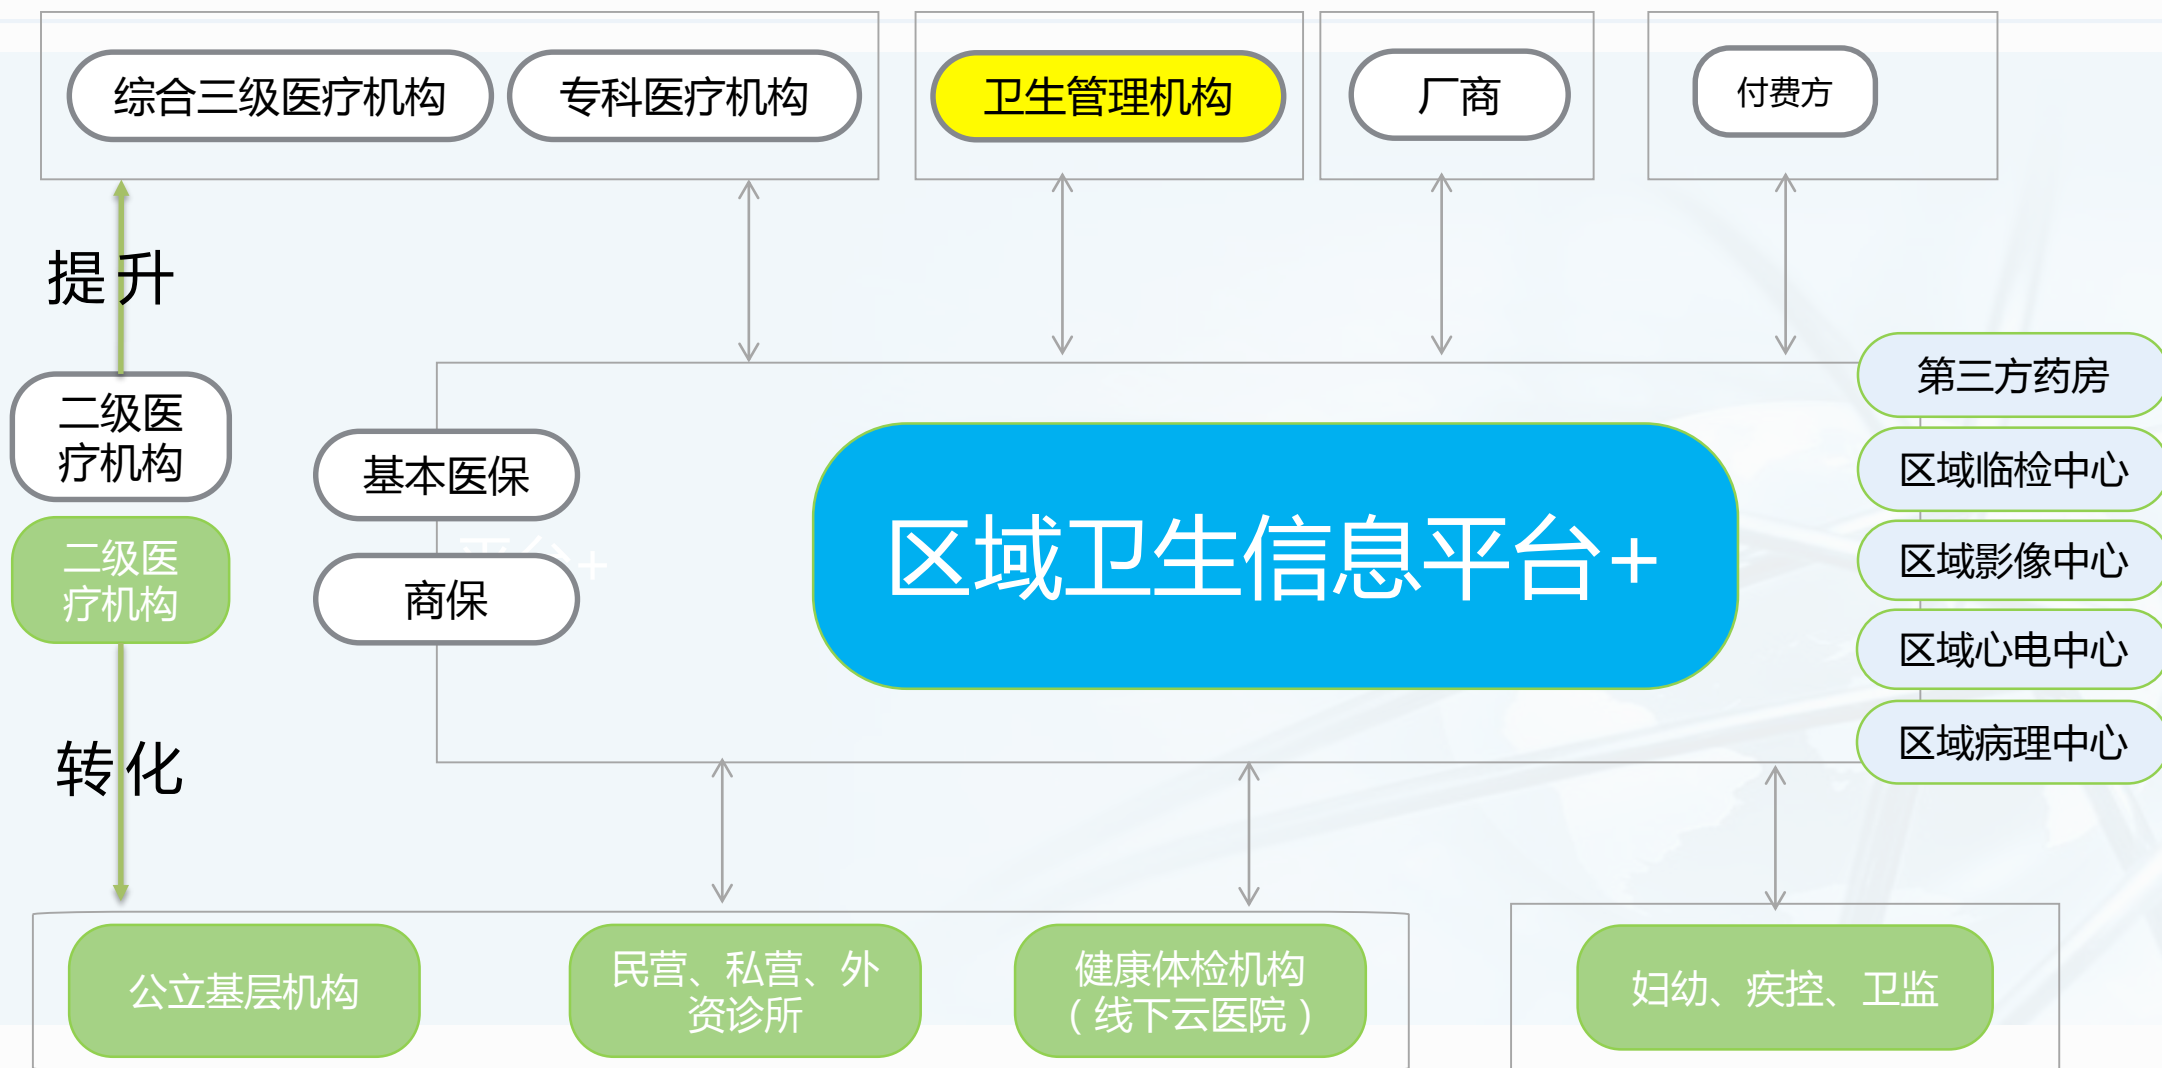 综合三级医疗机构
专科医疗机构
卫生管理机构
厂商
付费方
提升
二级医
疗机构
二级医
疗机构
转化
基本医保
商保
平台+
区域卫生信息平台+
第三方药房
区域临检中心
区域影像中心
区域心电中心
区域病理中心
公立基层机构
民营、私营、外
资诊所
健康体检机构
（线下云医院）
妇幼、疾控、卫监